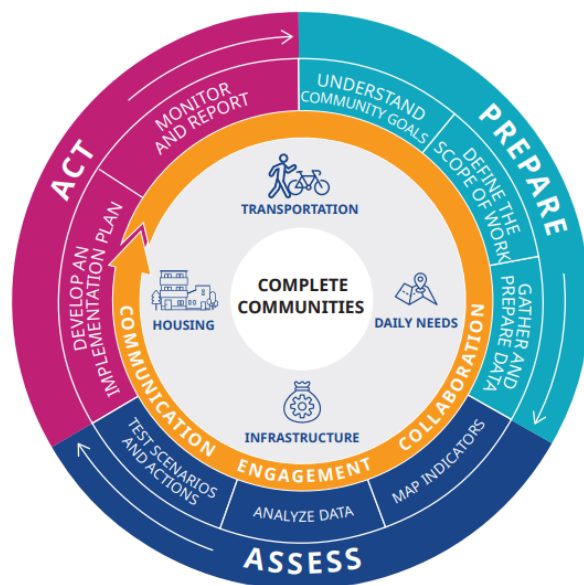 PREPARE
UNDERSTAND
COMMUNITY GOALS
DEFINE THE
SCOPE OF WORK
GATHER AND
PREPARE DATA
ASSESS
MAP INDICATORS
ANALYZE DATA
TEST SCENARIOS
AND ACTIONS
ACT
DEVELOP AN
IMPLEMENTATION PLAN
MONITOR
AND REPORT
COMMUNICATION
ENGAGEMENT
COLLABORATION
TRANSPORTATION
HOUSING
DAILY NEEDS
INFRASTRUCTURE
COMPLETE
COMMUNITIES